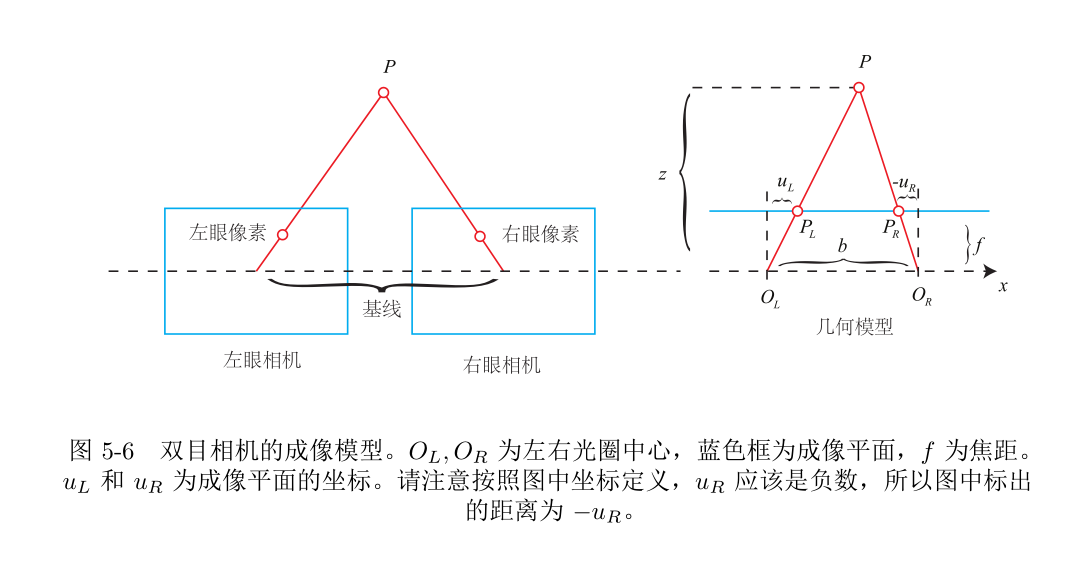 P
左眼像素
右眼像素
基线
左眼相机
右眼相机
P
z
u_L
-u_R
P_L
P_R
b
f
x
O_L
O_R
几何模型
图 5-6 双目相机的成像模型。O_L, O_R 为左右光圈中心，蓝色框为成像平面，f 为焦距。
u_L 和 u_R 为成像平面的坐标。请注意按照图中坐标定义，u_R 应该是负数，所以图中标出
的距离为 −u_R。